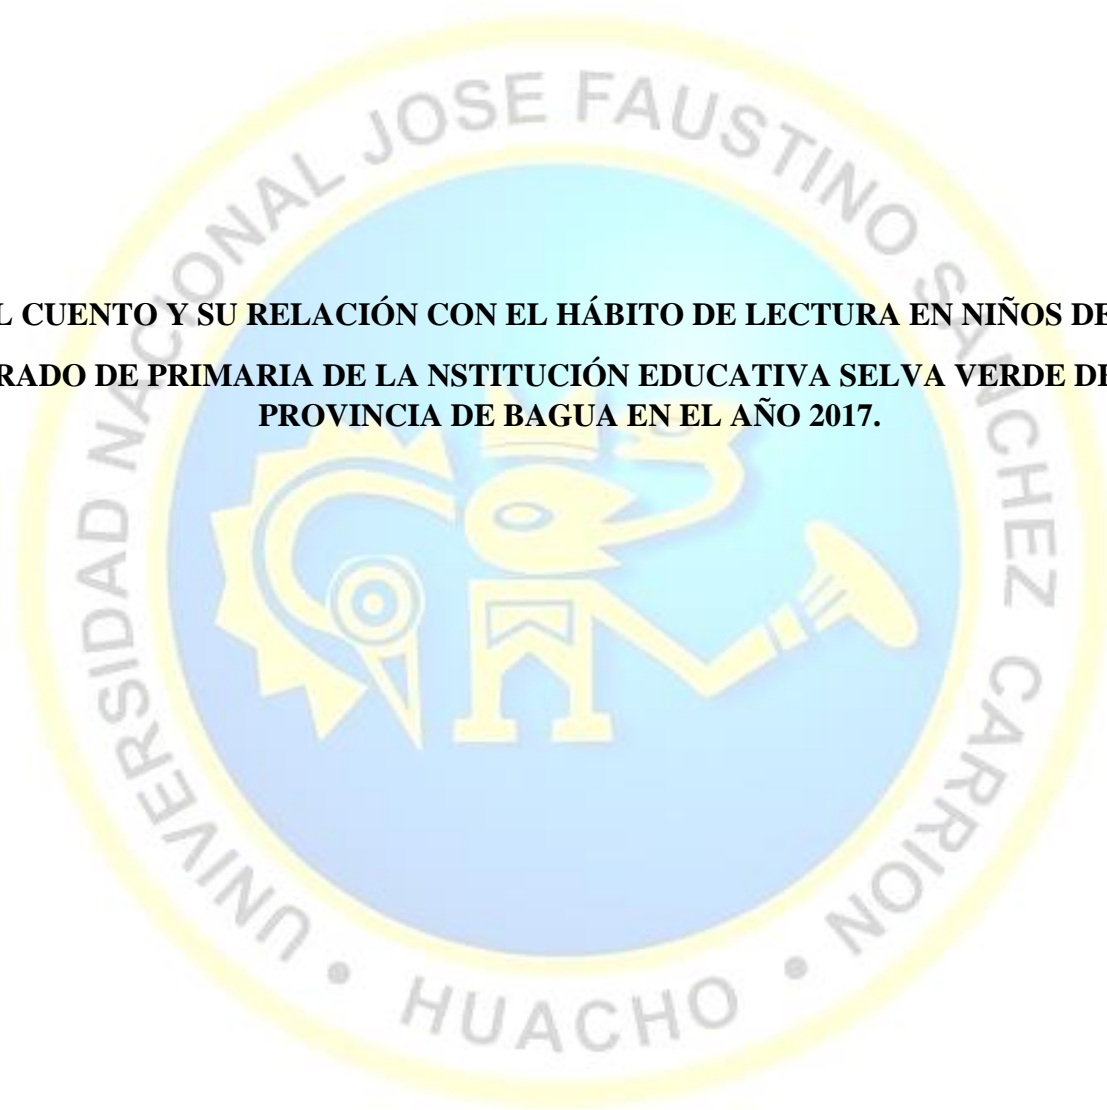 UNIVERSIDAD NACIONAL JOSE FAUSTINO SANCHEZ CARRION
L CUENTO Y SU RELACIÓN CON EL HÁBITO DE LECTURA EN NIÑOS DE
RADO DE PRIMARIA DE LA NSTITUCIÓN EDUCATIVA SELVA VERDE DE
PROVINCIA DE BAGUA EN EL AÑO 2017.
• HUACHO •